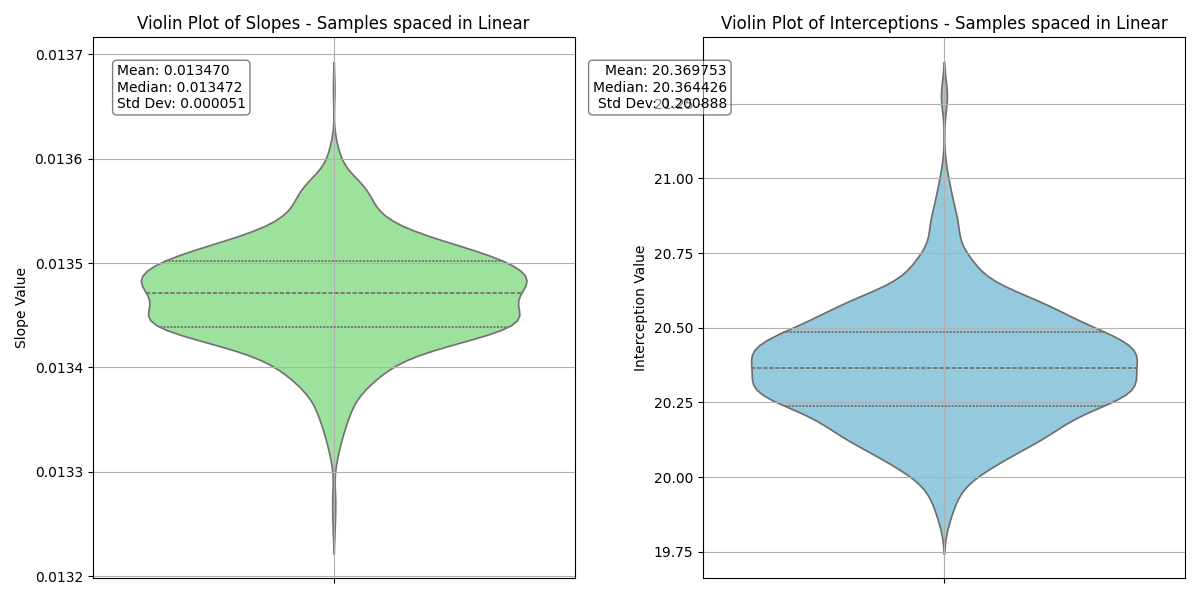 Violin Plot of Slopes - Samples spaced in Linear
0.0137
0.0136
0.0135
0.0134
0.0133
0.0132
Slope Value
Mean: 0.013470
Median: 0.013472
Std Dev: 0.000051
Violin Plot of Interceptions - Samples spaced in Linear
Mean: 20.369753
Median: 20.364426
Std Dev: 0.260888
21.25
21.00
20.75
20.50
20.25
20.00
19.75
Interception Value